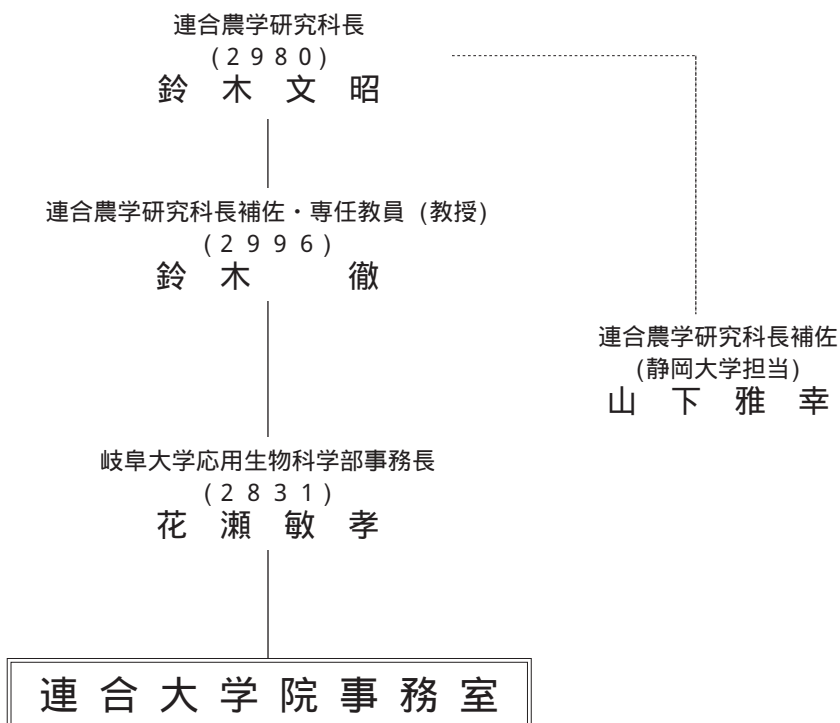 連合農学研究科長
(2980)
鈴木文昭
連合農学研究科長補佐・専任教員 (教授)
(2996)
鈴木 徹
連合農学研究科長補佐
(静岡大学担当)
山下雅幸
岐阜大学応用生物科学部事務長
(2831)
花瀬敏孝
連合大学院事務室